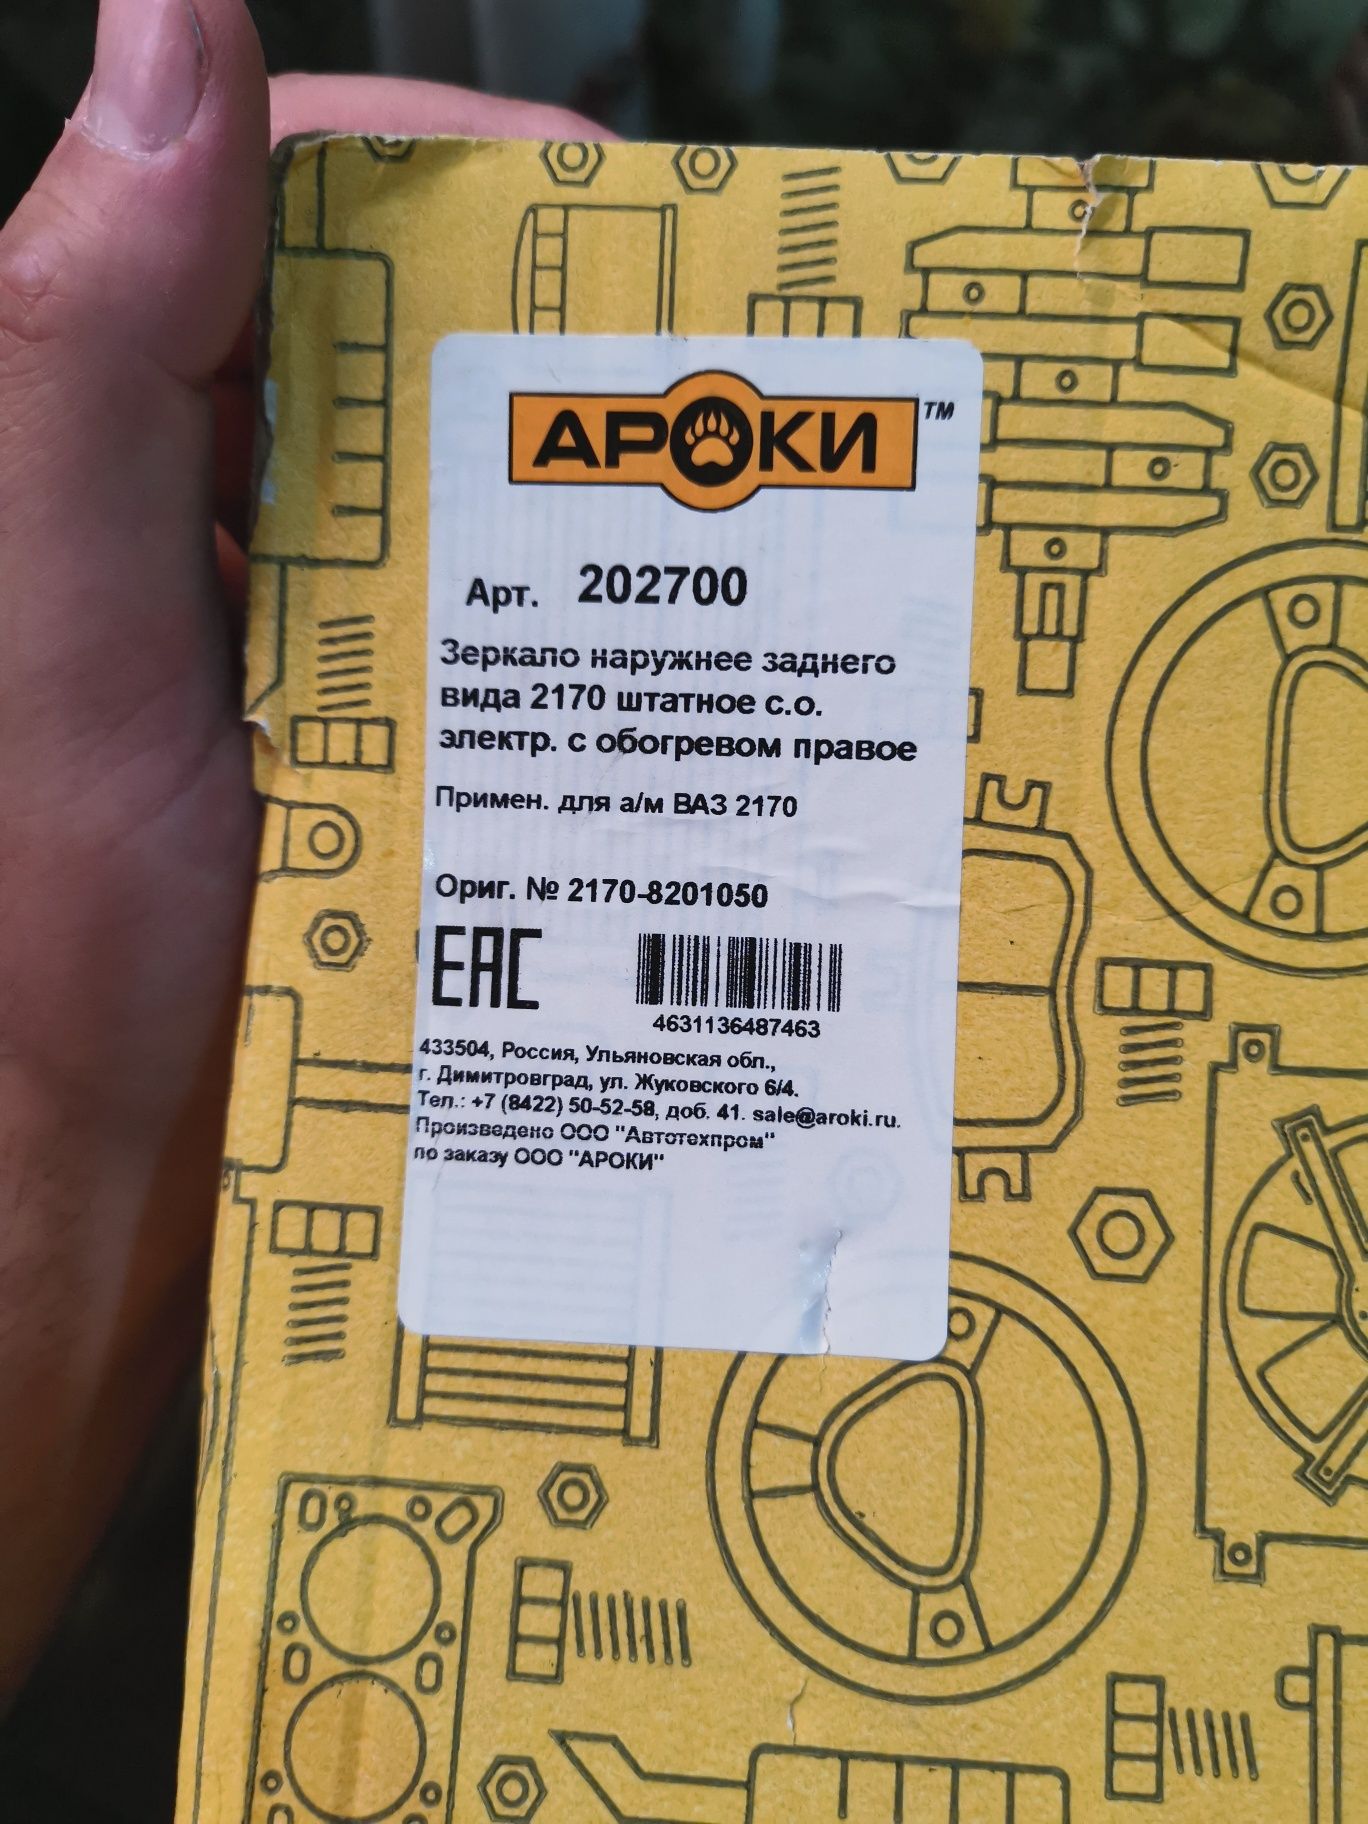 АРОКИ™
Арт. 202700
Зеркало наружнее заднего
вида 2170 штатное с.о.
электр. с обогревом правое
Примен. для а/м ВАЗ 2170
Ориг. № 2170-8201050
EAC
4631136487463
433504, Россия, Ульяновская обл.,
г. Димитровград, ул. Жуковского 6/4.
Тел.: +7 (8422) 50-52-58, доб. 41. sale@aroki.ru.
Произведено ООО "Автотехпром"
по заказу ООО "АРОКИ"